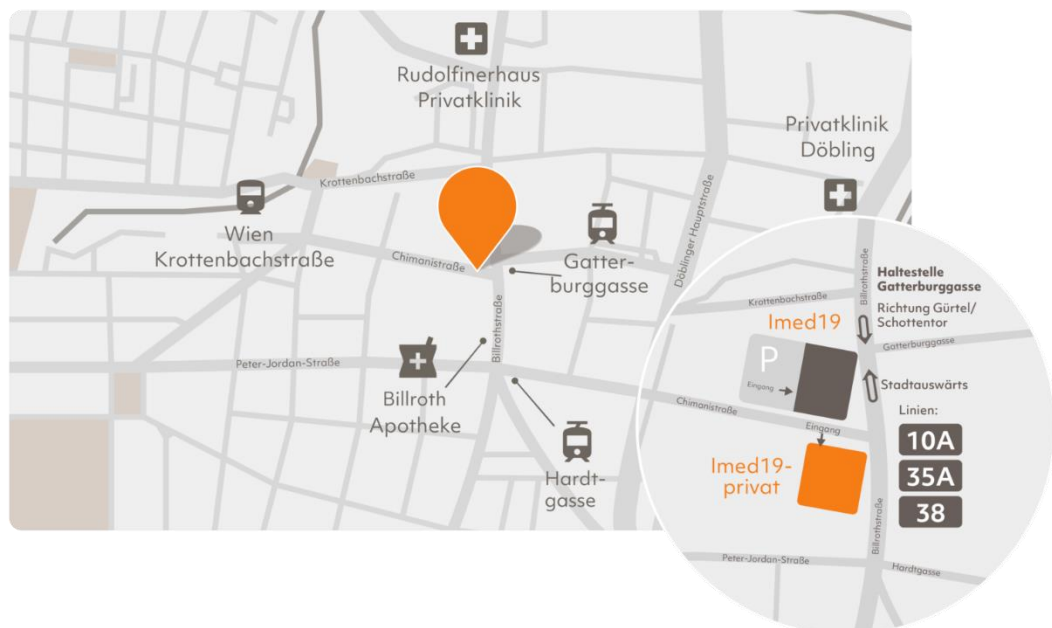 Rudolfinerhaus
Privatklinik
Privatklinik
Döbling
Krottenbachstraße
Wien
Krottenbachstraße
Chimanistraße
Gatter-
burggasse
Döblinger Hauptstraße
Billrothstraße
Peter-Jordan-Straße
Billroth
Apotheke
Hardt-
gasse
Billrothstraße
Haltestelle
Gatterburggasse
Richtung Gürtel/
Schottentor
Krottenbachstraße
Imed19
Gatterburggasse
P
Eingang
Stadtauswärts
Chimanistraße
Linien:
Eingang
10A
Imed19-
privat
35A
38
Billrothstraße
Peter-Jordan-Straße
Hardtgasse